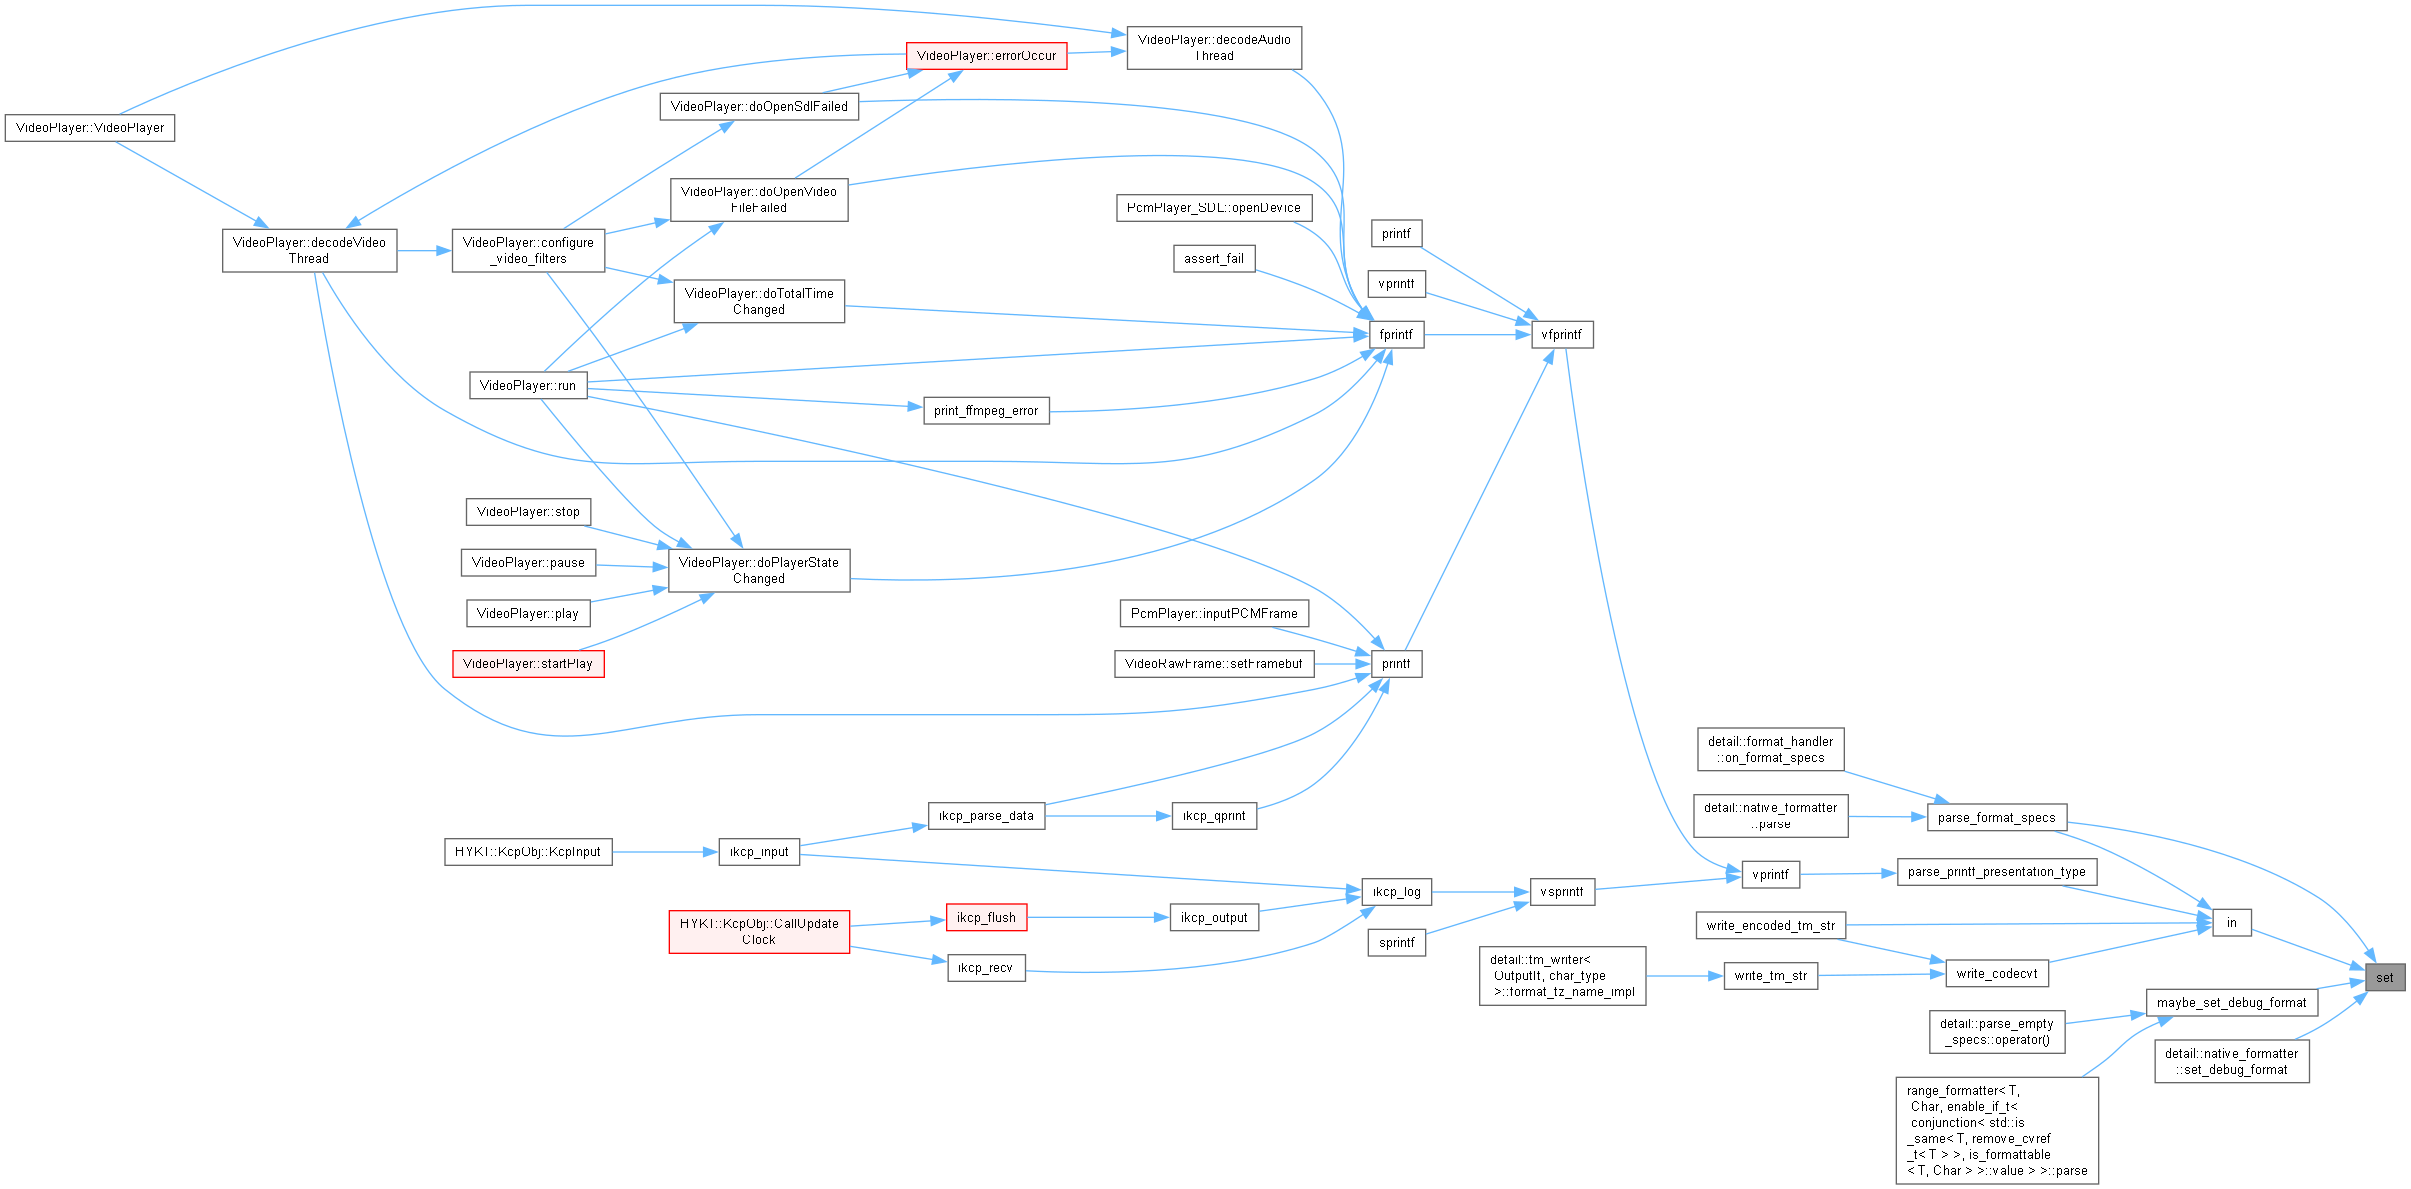 VideoPlayer::decodeAudio
Thread
VideoPlayer::errorOccur
VideoPlayer::doOpenSdlFailed
VideoPlayer::VideoPlayer
VideoPlayer::doOpenVideo
FileFailed
PcmPlayer_SDL::openDevice
printf
VideoPlayer::decodeVideo
Thread
VideoPlayer::configure
_video_filters
assert_fail
vprintf
VideoPlayer::doTotalTime
Changed
fprintf
vfprintf
VideoPlayer::run
print_ffmpeg_error
VideoPlayer::stop
VideoPlayer::pause
VideoPlayer::doPlayerState
Changed
VideoPlayer::play
PcmPlayer::inputPCMFrame
VideoPlayer::startPlay
VideoRawFrame::setFramebuf
printf
detail::format_handler
::on_format_specs
detail::native_formatter
::parse
parse_format_specs
ikcp_parse_data
ikcp_qprint
HYKT::KcpObj::KcpInput
ikcp_input
vprintf
parse_printf_presentation_type
ikcp_log
vsprintf
HYKT::KcpObj::CallUpdate
Clock
ikcp_flush
ikcp_output
sprintf
write_encoded_tm_str
in
ikcp_recv
detail::tm_writer<
OutputIt, char_type
>::format_tz_name_impl
write_tm_str
write_codecvt
set
maybe_set_debug_format
detail::parse_empty
_specs::operator()
detail::native_formatter
::set_debug_format
range_formatter< T,
Char, enable_if_t<
conjunction< std::is
_same< T, remove_cvref
_t< T > >, is_formattable
< T, Char > >::value > >::parse